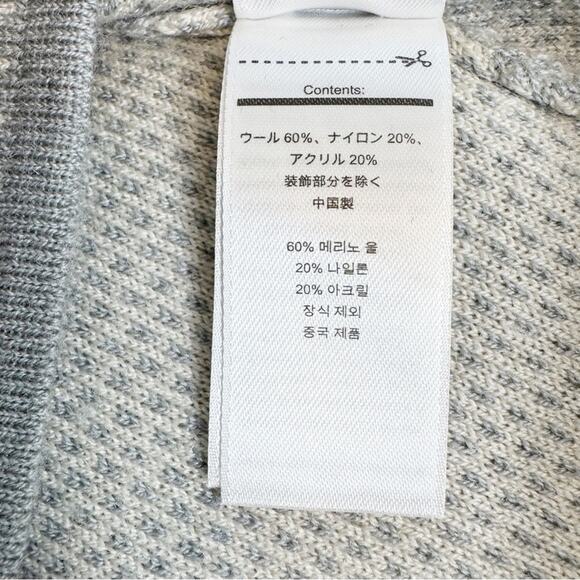 Contents:
ウール 60%、ナイロン 20%、
アクリル 20%
装飾部分を除く
中国製
60% 메리노 울
20% 나일론
20% 아크릴
장식 제외
중국 제품